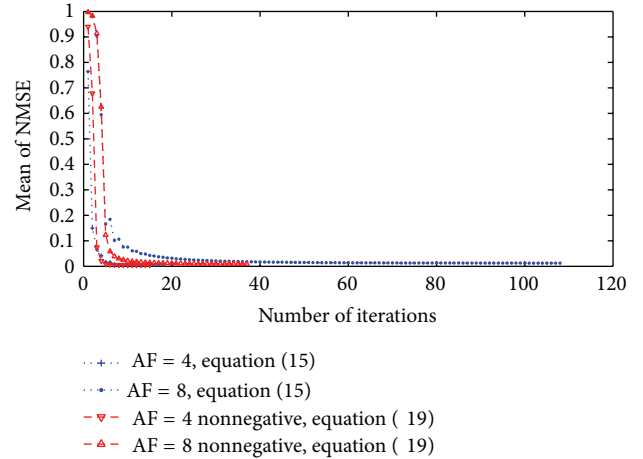 1
0.9
0.8
0.7
0.6
0.5
0.4
0.3
0.2
0.1
0
Mean of NMSE
0 20 40 60 80 100 120
Number of iterations
AF = 4, equation (15)
AF = 8, equation (15)
AF = 4 nonnegative, equation ( 19)
AF = 8 nonnegative, equation ( 19)